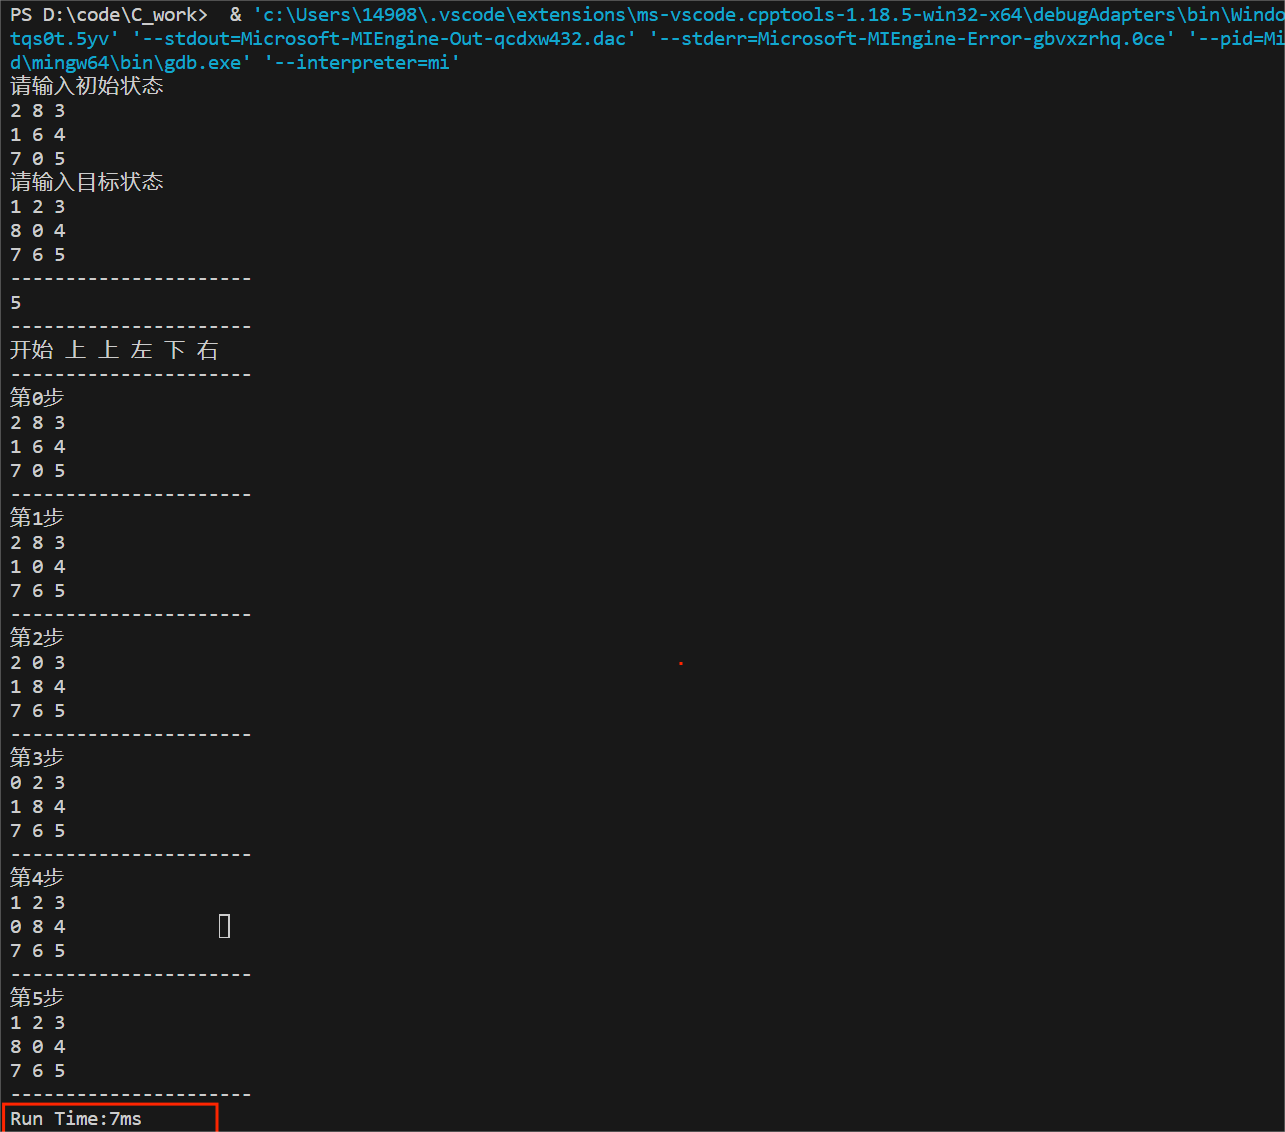 PS D:\code\C_work>  & 'c:\Users\14908\.vscode\extensions\ms-vscode.cpptools-1.18.5-win32-x64\debugAdapters\bin\Windo
tqs0t.5yv' '--stdout=Microsoft-MIEngine-Out-qcdxw432.dac' '--stderr=Microsoft-MIEngine-Error-gbvxzrhq.0ce' '--pid=Mi
d\mingw64\bin\gdb.exe' '--interpreter=mi'
请输入初始状态
2 8 3
1 6 4
7 0 5
请输入目标状态
1 2 3
8 0 4
7 6 5
----------------------
5
----------------------
开始 上 上 左 下 右
----------------------
第0步
2 8 3
1 6 4
7 0 5
----------------------
第1步
2 8 3
1 0 4
7 6 5
----------------------
第2步
2 0 3
1 8 4
7 6 5
----------------------
第3步
0 2 3
1 8 4
7 6 5
----------------------
第4步
1 2 3
0 8 4
7 6 5
----------------------
第5步
1 2 3
8 0 4
7 6 5
----------------------
Run Time:7ms